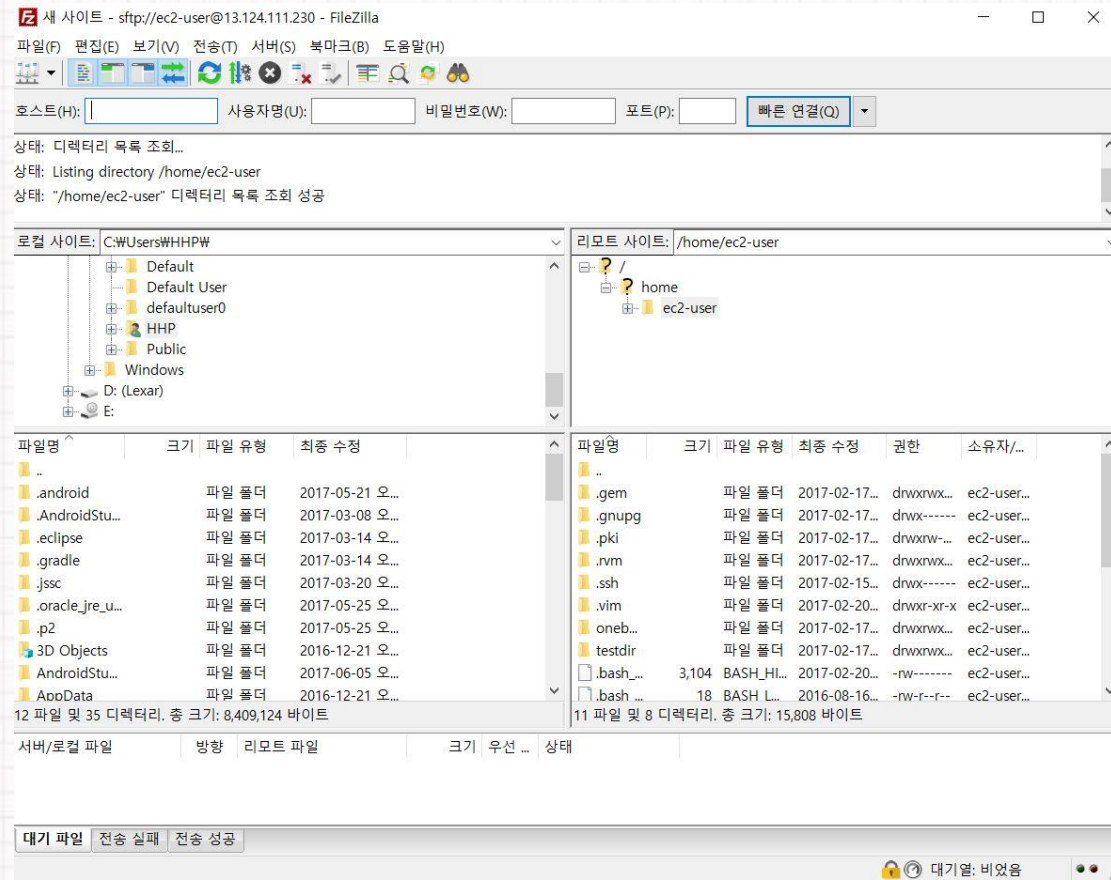 새 사이트 - sftp://ec2-user@13.124.111.230 - FileZilla
파일(F) 편집(E) 보기(V) 전송(T) 서버(S) 북마크(B) 도움말(H)
호스트(H): 사용자명(U): 비밀번호(W): 포트(P): 빠른 연결(Q)
상태: 디렉터리 목록 조회...
상태: Listing directory /home/ec2-user
상태: "/home/ec2-user" 디렉터리 목록 조회 성공
로컬 사이트: C:₩Users₩HHP₩
Default
Default User
defaultuser0
HHP
Public
Windows
D: (Lexar)
E:
리모트 사이트: /home/ec2-user
/
home
ec2-user
파일명 크기 파일 유형 최종 수정
..
.android 파일 폴더 2017-05-21 오...
.AndroidStu... 파일 폴더 2017-03-08 오...
.eclipse 파일 폴더 2017-03-14 오...
.gradle 파일 폴더 2017-03-14 오...
.jssc 파일 폴더 2017-03-20 오...
.oracle_jre_u... 파일 폴더 2017-05-25 오...
.p2 파일 폴더 2017-05-25 오...
3D Objects 파일 폴더 2016-12-21 오...
AndroidStu... 파일 폴더 2017-06-05 오...
AppData 파일 폴더 2016-12-21 오...
12 파일 및 35 디렉터리. 총 크기: 8,409,124 바이트
파일명 크기 파일 유형 최종 수정 권한 소유자/...
..
.gem 파일 폴더 2017-02-17... drwxrwx... ec2-user...
.gnupg 파일 폴더 2017-02-17... drwx------ ec2-user...
.pki 파일 폴더 2017-02-17... drwxrw-... ec2-user...
.rvm 파일 폴더 2017-02-17... drwxrwx... ec2-user...
.ssh 파일 폴더 2017-02-15... drwx------ ec2-user...
.vim 파일 폴더 2017-02-20... drwxr-xr-x ec2-user...
oneb... 파일 폴더 2017-02-17... drwxrwx... ec2-user...
testdir 파일 폴더 2017-02-17... drwxrwx... ec2-user...
.bash_... 3,104 BASH_HI... 2017-02-20... -rw------- ec2-user...
.bash_... 18 BASH_L... 2016-08-16... -rw-r--r-- ec2-user...
11 파일 및 8 디렉터리. 총 크기: 15,808 바이트
서버/로컬 파일 방향 리모트 파일 크기 우선 ... 상태
대기 파일 전송 실패 전송 성공
대기열: 비었음